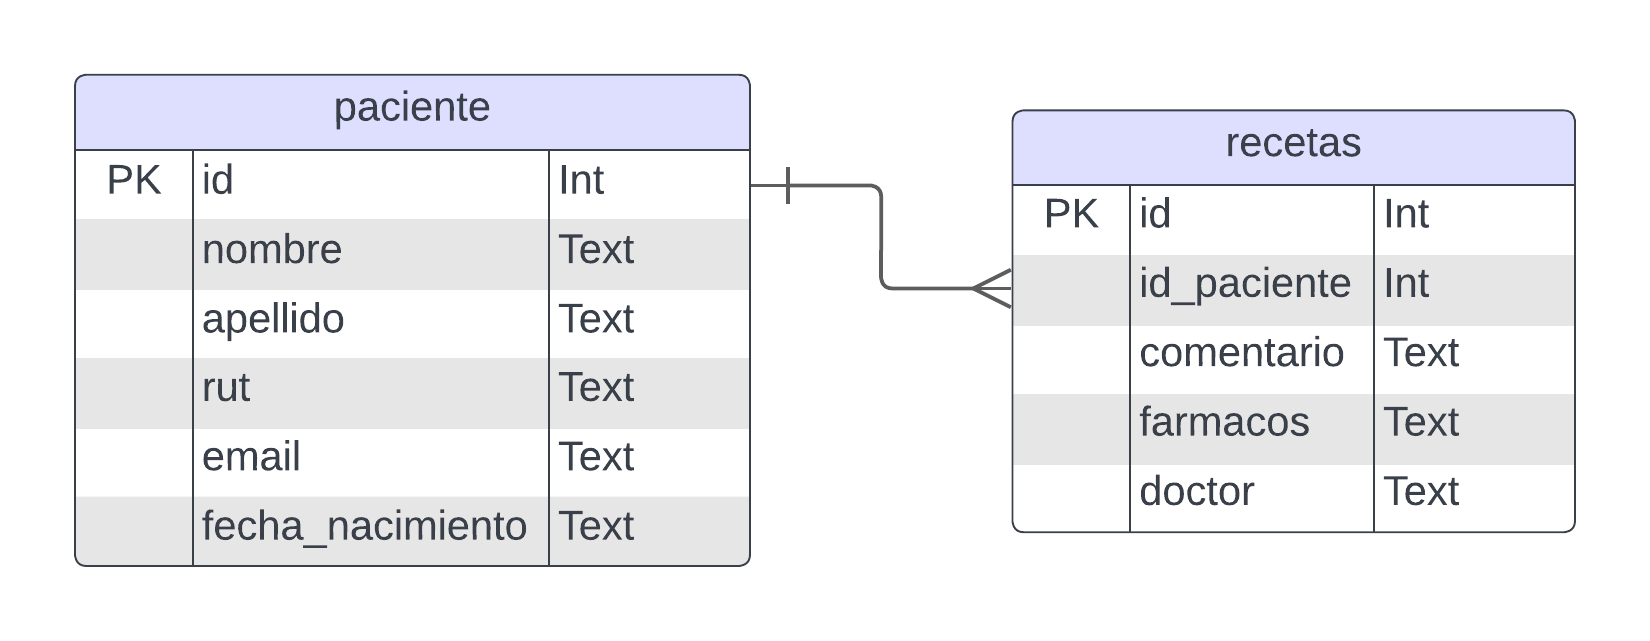 paciente
PK id Int
nombre Text
apellido Text
rut Text
email Text
fecha_nacimiento Text
recetas
PK id Int
id_paciente Int
comentario Text
farmacos Text
doctor Text